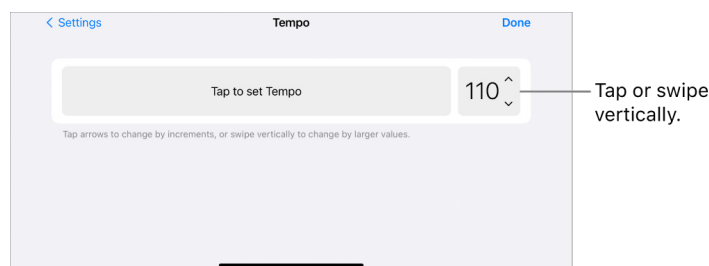 Settings
Tempo
Done
Tap to set Tempo
110
Tap or swipe
vertically.
Tap arrows to change by increments, or swipe vertically to change by larger values.